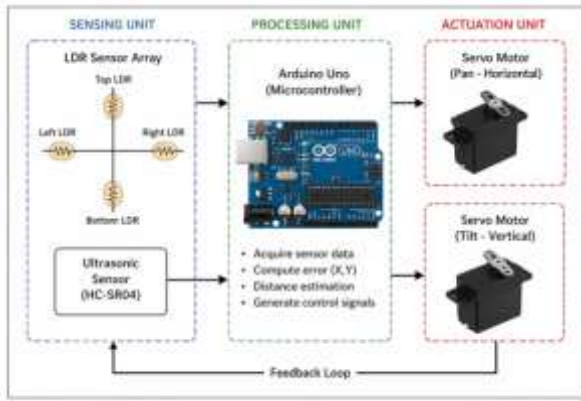 SENSING UNIT
PROCESSING UNIT
ACTUATION UNIT
LDR Sensor Array
Top LDR
Left LDR
Right LDR
Bottom LDR
Ultrasonic
Sensor
(HC-SR04)
Arduino Uno
(Microcontroller)
UNO
• Acquire sensor data
• Compute error (X,Y)
• Distance estimation
• Generate control signals
Servo Motor
(Pan - Horizontal)
Servo Motor
(Tilt - Vertical)
Feedback Loop